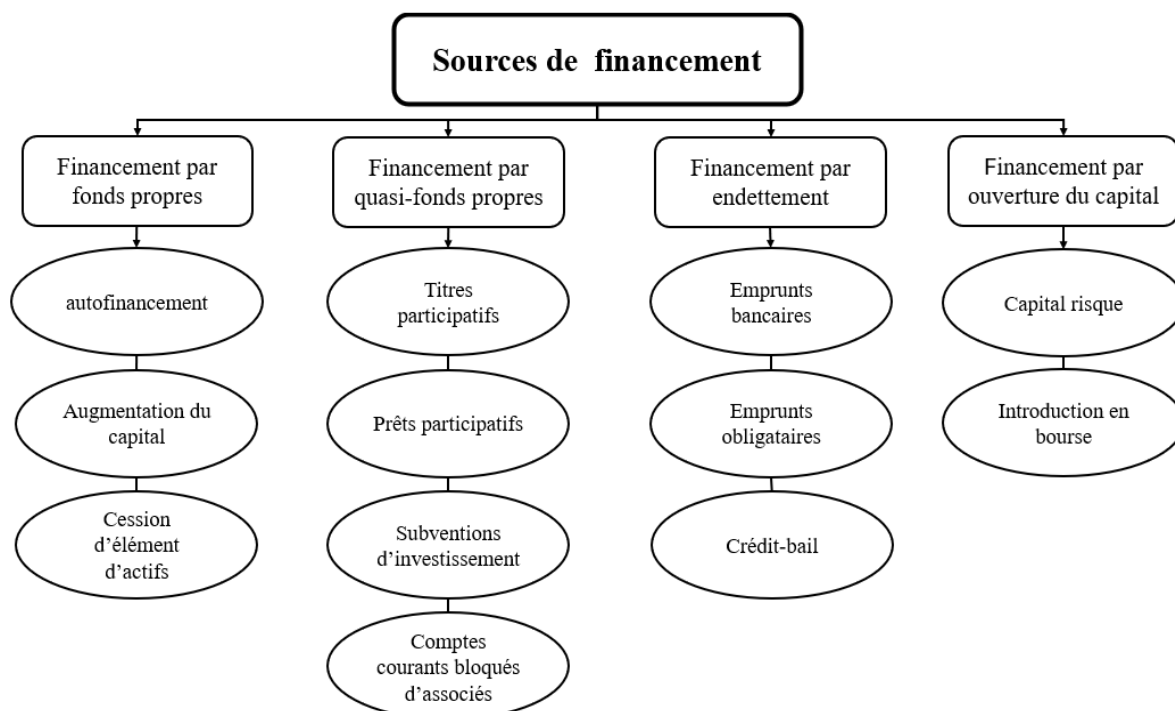 Sources de  financement
Financement par
fonds propres
Financement par
quasi-fonds propres
Financement par
endettement
Financement par
ouverture du capital
autofinancement
Titres
participatifs
Emprunts
bancaires
Capital risque
Augmentation du
capital
Prêts participatifs
Emprunts
obligataires
Introduction en
bourse
Cession
d’élément
d’actifs
Subventions
d’investissement
Crédit-bail
Comptes
courants bloqués
d’associés